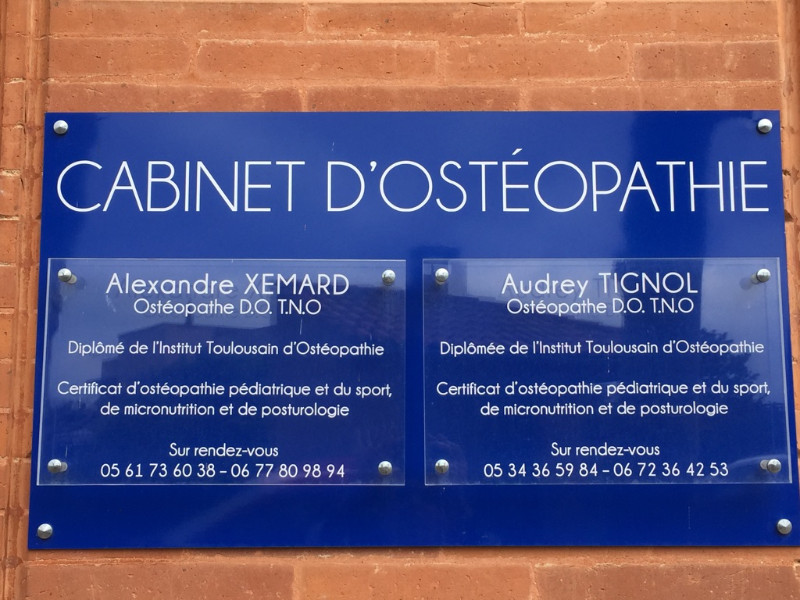 CABINET D'OSTÉOPATHIE
Alexandre XEMARD
Ostéopathe D.O. T.N.O
Diplômé de l'Institut Toulousain d'Ostéopathie
Certificat d'ostéopathie pédiatrique et du sport,
de micronutrition et de posturologie
Sur rendez-vous
05 61 73 60 38 – 06 77 80 98 94
Audrey TIGNOL
Ostéopathe D.O. T.N.O
Diplômée de l'Institut Toulousain d'Ostéopathie
Certificat d'ostéopathie pédiatrique et du sport,
de micronutrition et de posturologie
Sur rendez-vous
05 34 36 59 84 – 06 72 36 42 53